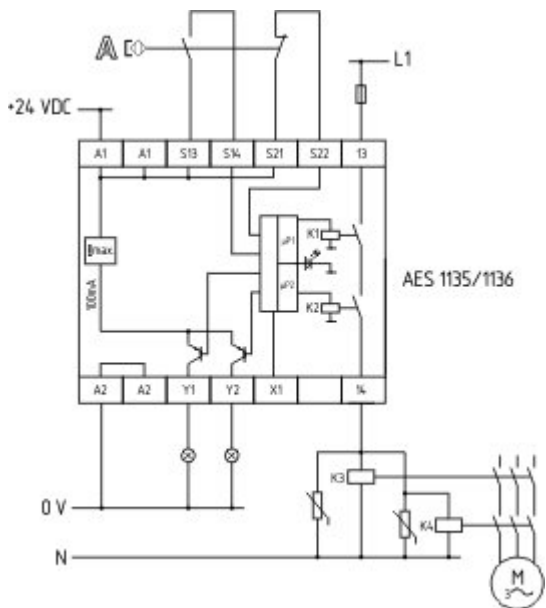 A
L1
+24 VDC
A1 A1 S13 S14 S21 S22 13
µP1
K1
Imax.
100mA
AES 1135/1136
µP2
K2
A2 A2 Y1 Y2 X1 14
K3
0 V
K4
N
M
3~